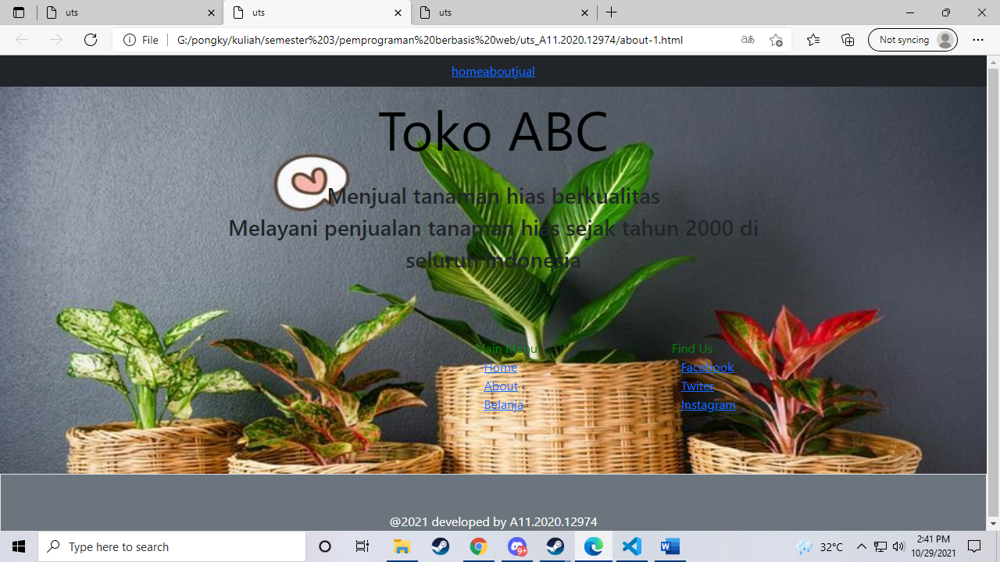 uts
uts
uts
File
G:/pongky/kuliah/semester%203/pemprograman%20berbasis%20web/uts_A11.2020.12974/about-1.html
Not syncing
homeaboutjual
Toko ABC
Menjual tanaman hias berkualitas
Melayani penjualan tanaman hias sejak tahun 2000 di
seluruh Indonesia
Main Menu
Home
About
Belanja
Find Us
Facebook
Twiter
Instagram
@2021 developed by A11.2020.12974
Type here to search
9+
32°C
2:41 PM
10/29/2021